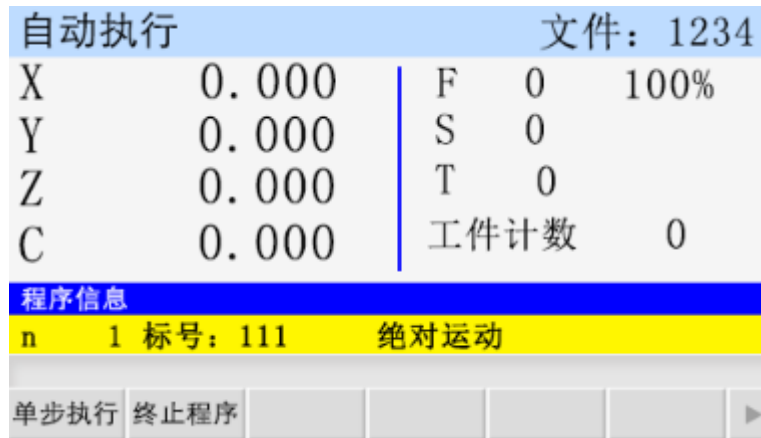 自动执行 文件：1234
X 0.000 F 0 100%
Y 0.000 S 0
Z 0.000 T 0
C 0.000 工件计数 0
程序信息
n 1 标号：111 绝对运动
单步执行 终止程序